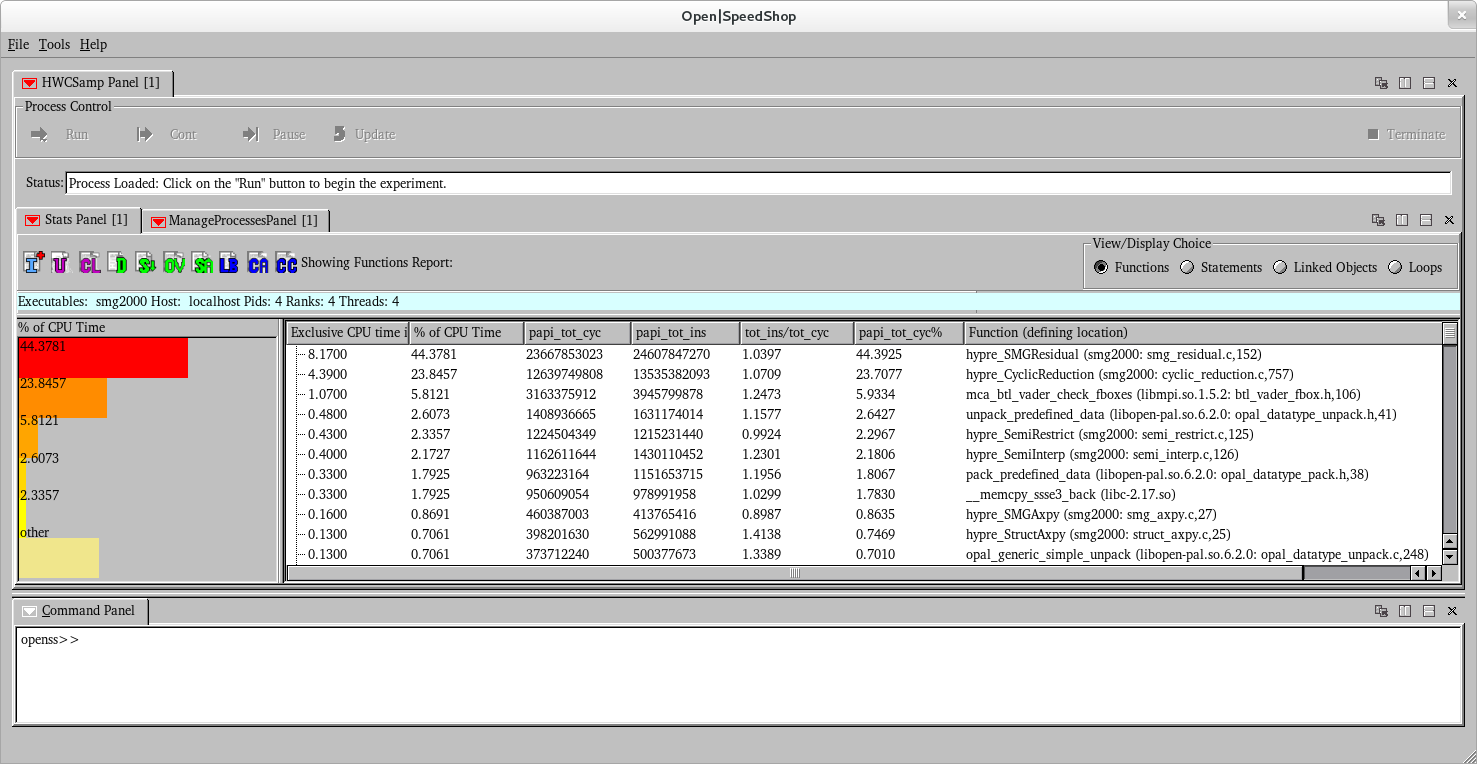 Open|SpeedShop
File Tools Help
HWCSamp Panel [1]
Process Control
Run Cont Pause Update Terminate
Status: Process Loaded: Click on the "Run" button to begin the experiment.
Stats Panel [1] ManageProcessesPanel [1]
View/Display Choice
I U CL D S OV SA LB CA CC Showing Functions Report: Functions Statements Linked Objects Loops
Executables: smg2000 Host: localhost Pids: 4 Ranks: 4 Threads: 4
% of CPU Time
44.3781
23.8457
5.8121
2.6073
2.3357
other
Exclusive CPU time i % of CPU Time papi_tot_cyc papi_tot_ins tot_ins/tot_cyc papi_tot_cyc% Function (defining location)
8.1700 44.3781 23667853023 24607847270 1.0397 44.3925 hypre_SMGResidual (smg2000: smg_residual.c,152)
4.3900 23.8457 12639749808 13535382093 1.0709 23.7077 hypre_CyclicReduction (smg2000: cyclic_reduction.c,757)
1.0700 5.8121 3163375912 3945799878 1.2473 5.9334 mca_btl_vader_check_fboxes (libmpi.so.1.5.2: btl_vader_fbox.h,106)
0.4800 2.6073 1408936665 1631174014 1.1577 2.6427 unpack_predefined_data (libopen-pal.so.6.2.0: opal_datatype_unpack.h,41)
0.4300 2.3357 1224504349 1215231440 0.9924 2.2967 hypre_SemiRestrict (smg2000: semi_restrict.c,125)
0.4000 2.1727 1162611644 1430110452 1.2301 2.1806 hypre_SemiInterp (smg2000: semi_interp.c,126)
0.3300 1.7925 963223164 1151653715 1.1956 1.8067 pack_predefined_data (libopen-pal.so.6.2.0: opal_datatype_pack.h,38)
0.3300 1.7925 950609054 978991958 1.0299 1.7830 __memcpy_ssse3_back (libc-2.17.so)
0.1600 0.8691 460387003 413765416 0.8987 0.8635 hypre_SMGAxpy (smg2000: smg_axpy.c,27)
0.1300 0.7061 398201630 562991088 1.4138 0.7469 hypre_StructAxpy (smg2000: struct_axpy.c,25)
0.1300 0.7061 373712240 500377673 1.3389 0.7010 opal_generic_simple_unpack (libopen-pal.so.6.2.0: opal_datatype_unpack.c,248)
Command Panel
openss>>